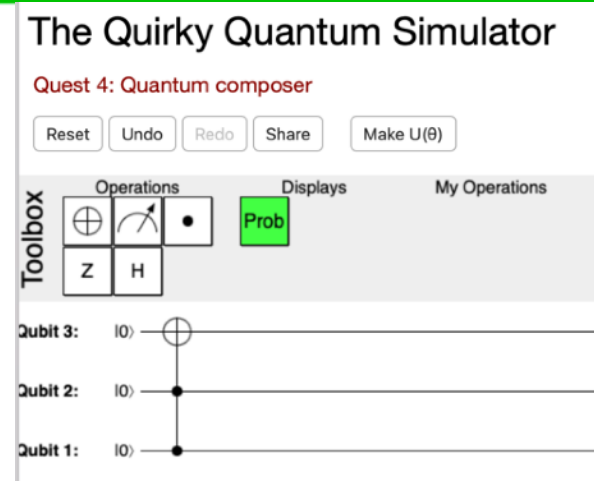 The Quirky Quantum Simulator
Quest 4: Quantum composer
Reset Undo Redo Share Make U(θ)
Operations Displays My Operations
Toolbox
Prob
Z H
Qubit 3: |0⟩
Qubit 2: |0⟩
Qubit 1: |0⟩